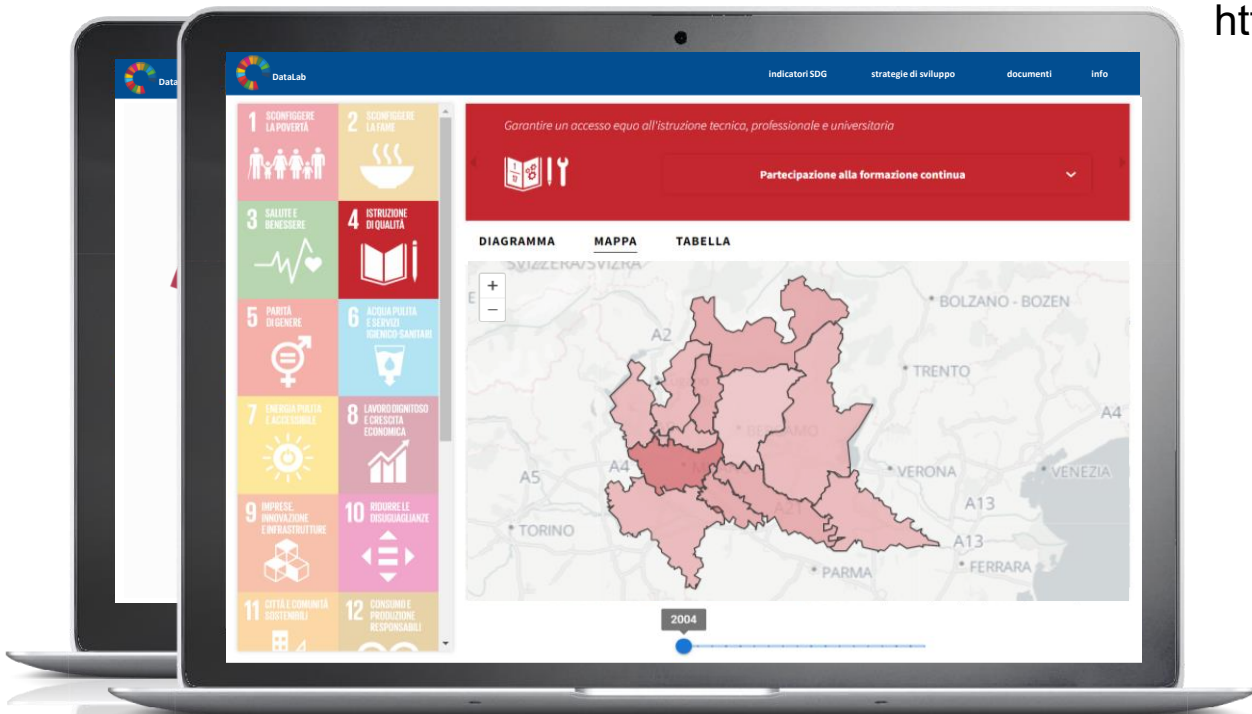 htt
Data
DataLab
indicatori SDG
strategie di sviluppo
documenti
info
1 SCONFIGGERE
LA POVERTÀ
2 SCONFIGGERE
LA FAME
3 SALUTE E
BENESSERE
4 ISTRUZIONE
DI QUALITÀ
5 PARITÀ
DI GENERE
6 ACQUA PULITA
E SERVIZI
IGIENICO-SANITARI
7 ENERGIA PULITA
E ACCESSIBILE
8 LAVORO DIGNITOSO
E CRESCITA
ECONOMICA
9 IMPRESE,
INNOVAZIONE
E INFRASTRUTTURE
10 RIDURRE LE
DISUGUAGLIANZE
11 CITTÀ E COMUNITÀ
SOSTENIBILI
12 CONSUMO E
PRODUZIONE
RESPONSABILI
Garantire un accesso equo all'istruzione tecnica, professionale e universitaria
Partecipazione alla formazione continua
DIAGRAMMA
MAPPA
TABELLA
SVIZZERA/SVIZRA
+
−
BOLZANO - BOZEN
A2
TRENTO
A4
BERGAMO
A4
A5
VERONA
VENEZIA
A13
A21
TORINO
A13
PARMA
FERRARA
2004